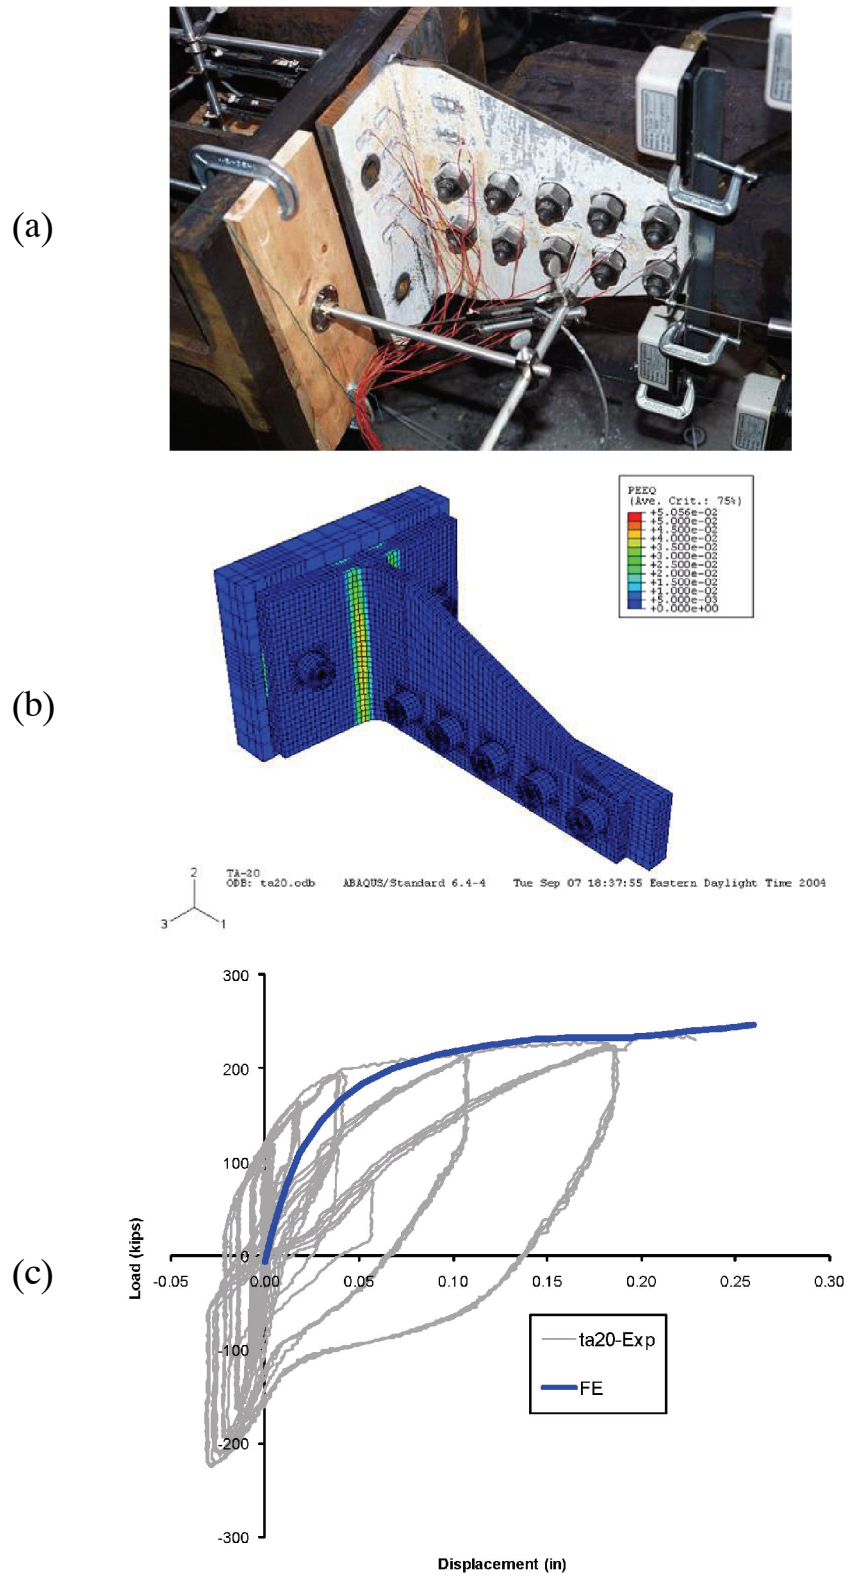 (a)
(b)
PEEQ
(Ave. Crit.: 75%)
+5.056e-02
+5.000e-02
+4.500e-02
+4.000e-02
+3.500e-02
+3.000e-02
+2.500e-02
+2.000e-02
+1.500e-02
+1.000e-02
+5.000e-03
+0.000e+00
2
3
1
TA-20
ODB: ta20.odb ABAQUS/Standard 6.4-4 Tue Sep 07 18:37:55 Eastern Daylight Time 2004
(c)
300
200
100
0
-100
-200
-300
Load (kips)
-0.05 0.00 0.05 0.10 0.15 0.20 0.25 0.30
ta20-Exp
FE
Displacement (in)